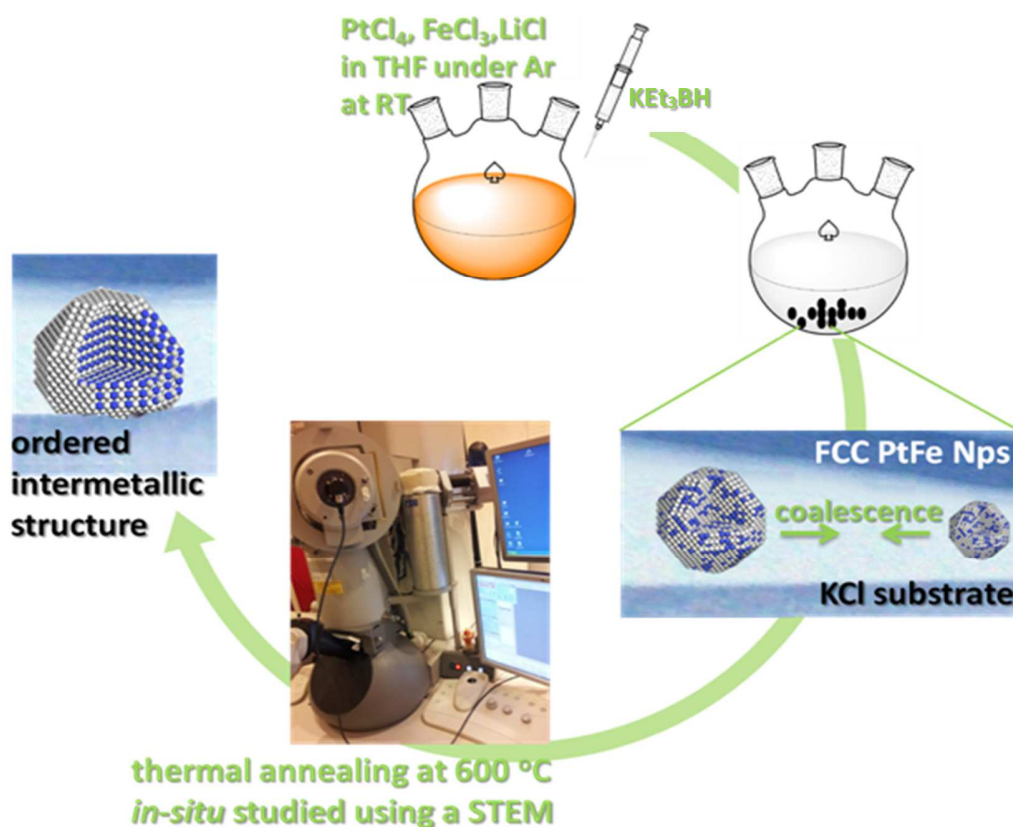 PtCl₄, FeCl₃,LiCl
in THF under Ar
at RT
KEt₃BH
FCC PtFe Nps
coalescence
KCl substrate
ordered
intermetallic
structure
thermal annealing at 600 °C
in-situ studied using a STEM